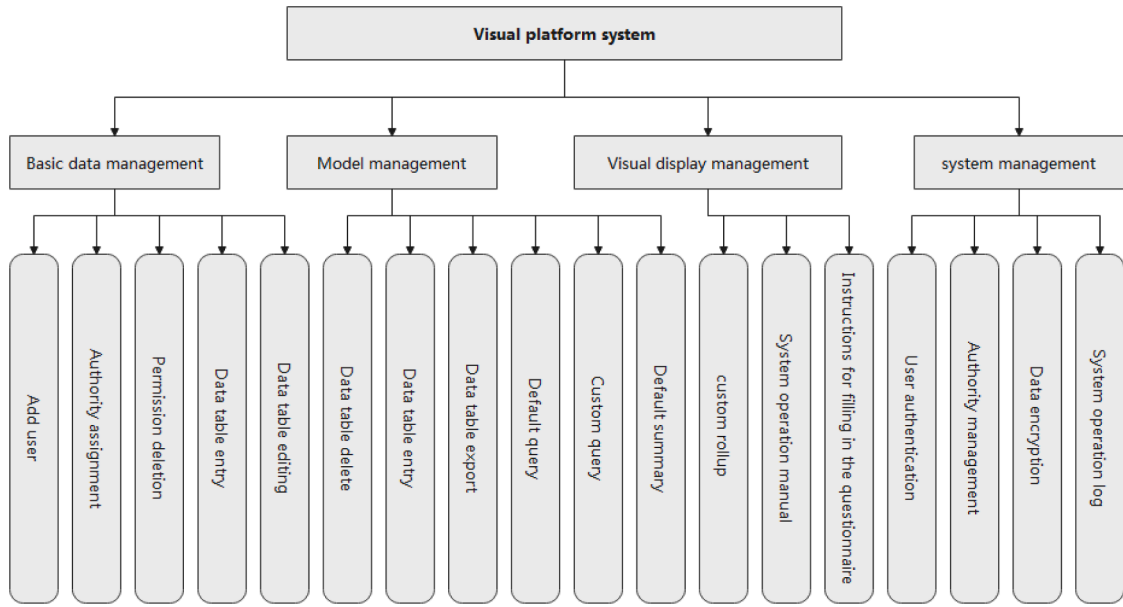 Visual platform system
Basic data management
Model management
Visual display management
system management
Add user
Authority assignment
Permission deletion
Data table entry
Data table editing
Data table delete
Data table entry
Data table export
Default query
Custom query
Default summary
custom rollup
System operation manual
Instructions for filling in the questionnaire
User authentication
Authority management
Data encryption
System operation log